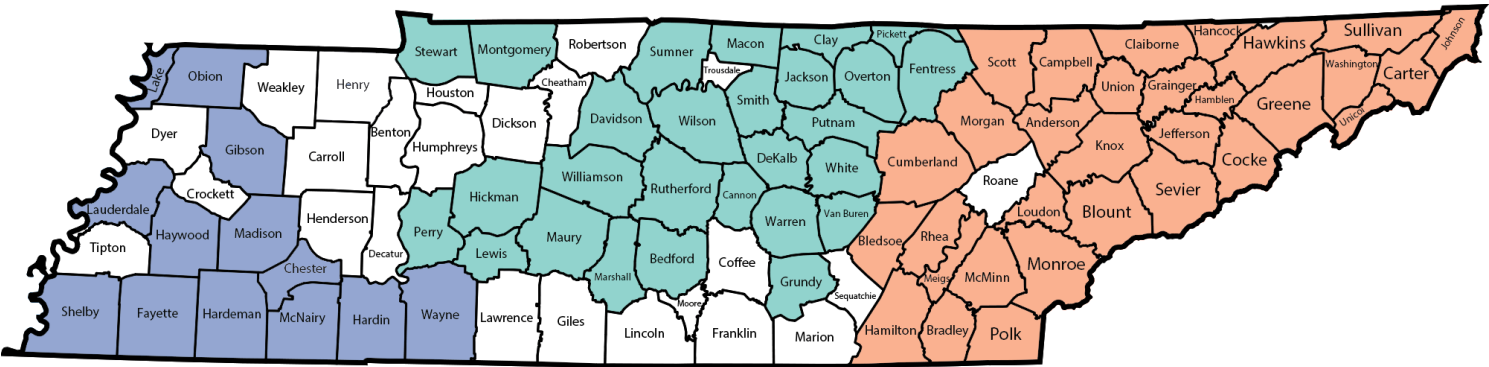 Lake
Obion
Weakley
Henry
Stewart
Montgomery
Robertson
Sumner
Macon
Clay
Pickett
Fentress
Scott
Campbell
Claiborne
Hancock
Hawkins
Sullivan
Johnson
Carter
Washington
Unicoi
Greene
Hamblen
Grainger
Union
Trousdale
Cheatham
Houston
Dickson
Humphreys
Benton
Carroll
Gibson
Dyer
Crockett
Lauderdale
Haywood
Madison
Henderson
Decatur
Perry
Hickman
Lewis
Williamson
Davidson
Wilson
Smith
Jackson
Overton
Putnam
DeKalb
White
Cumberland
Morgan
Anderson
Knox
Jefferson
Cocke
Sevier
Blount
Loudon
Roane
Tipton
Chester
Maury
Marshall
Rutherford
Bedford
Cannon
Coffee
Warren
Van Buren
Grundy
Sequatchie
Bledsoe
Rhea
Meigs
McMinn
Monroe
Shelby
Fayette
Hardeman
McNairy
Hardin
Wayne
Lawrence
Giles
Lincoln
Moore
Franklin
Marion
Hamilton
Bradley
Polk